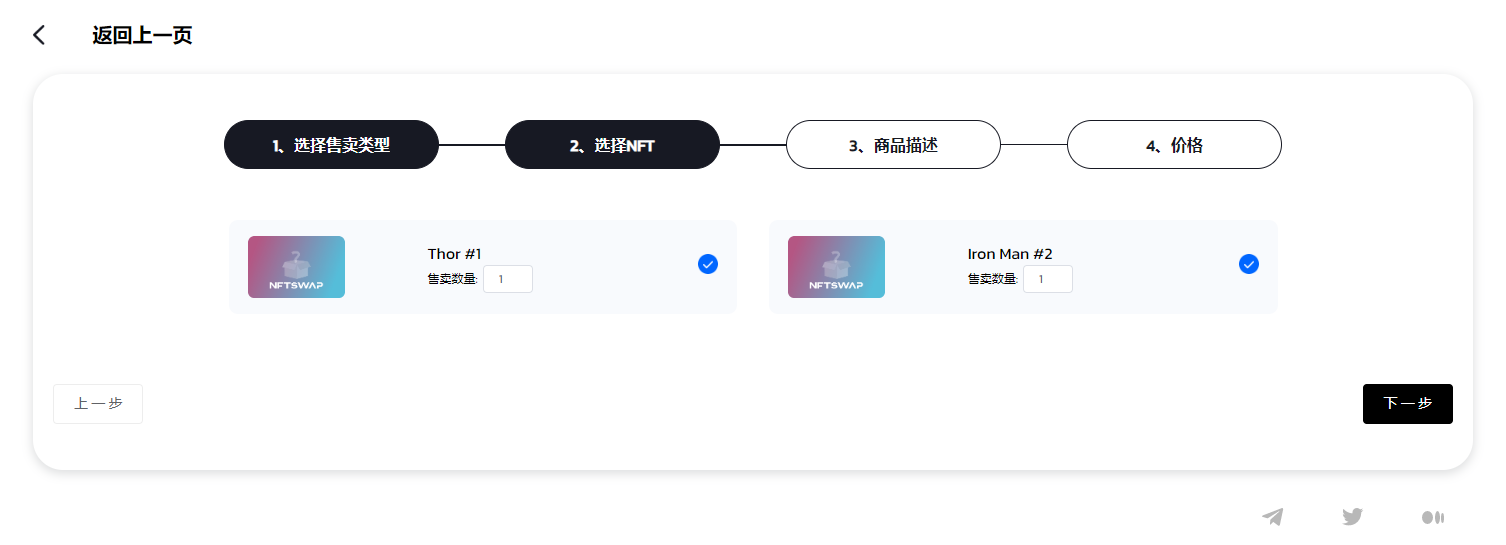 返回上一页
1、选择售卖类型
2、选择NFT
3、商品描述
4、价格
NFTSWAP
Thor #1
售卖数量: 1
NFTSWAP
Iron Man #2
售卖数量: 1
上一步
下一步